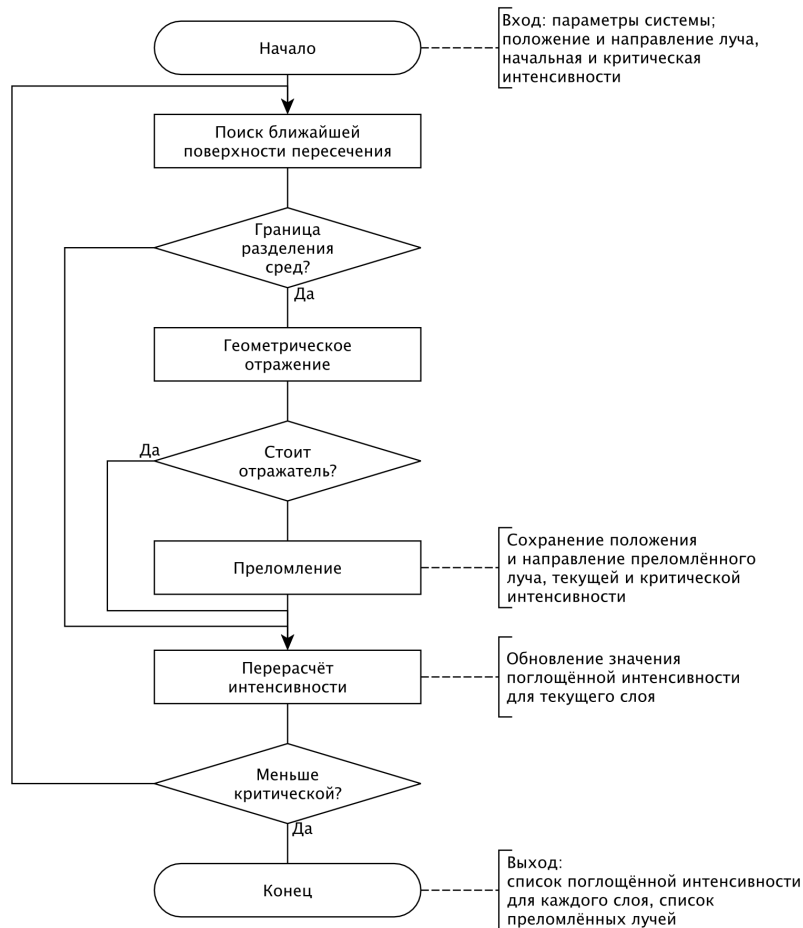 Начало
Вход: параметры системы;
положение и направление луча,
начальная и критическая
интенсивности
Поиск ближайшей
поверхности пересечения
Граница
разделения
сред?
Да
Геометрическое
отражение
Да
Стоит
отражатель?
Преломление
Сохранение положения
и направление преломлённого
луча, текущей и критической
интенсивности
Перерасчёт
интенсивности
Обновление значения
поглощённой интенсивности
для текущего слоя
Меньше
критической?
Да
Конец
Выход:
список поглощённой интенсивности
для каждого слоя, список
преломлённых лучей